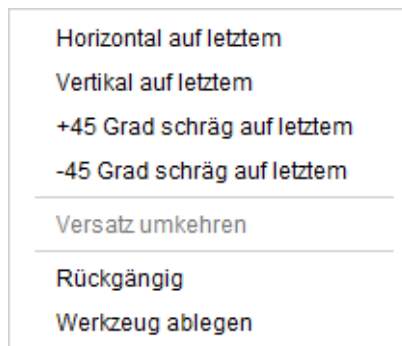 Horizontal auf letztem
Vertikal auf letztem
+45 Grad schräg auf letztem
-45 Grad schräg auf letztem
Versatz umkehren
Rückgängig
Werkzeug ablegen